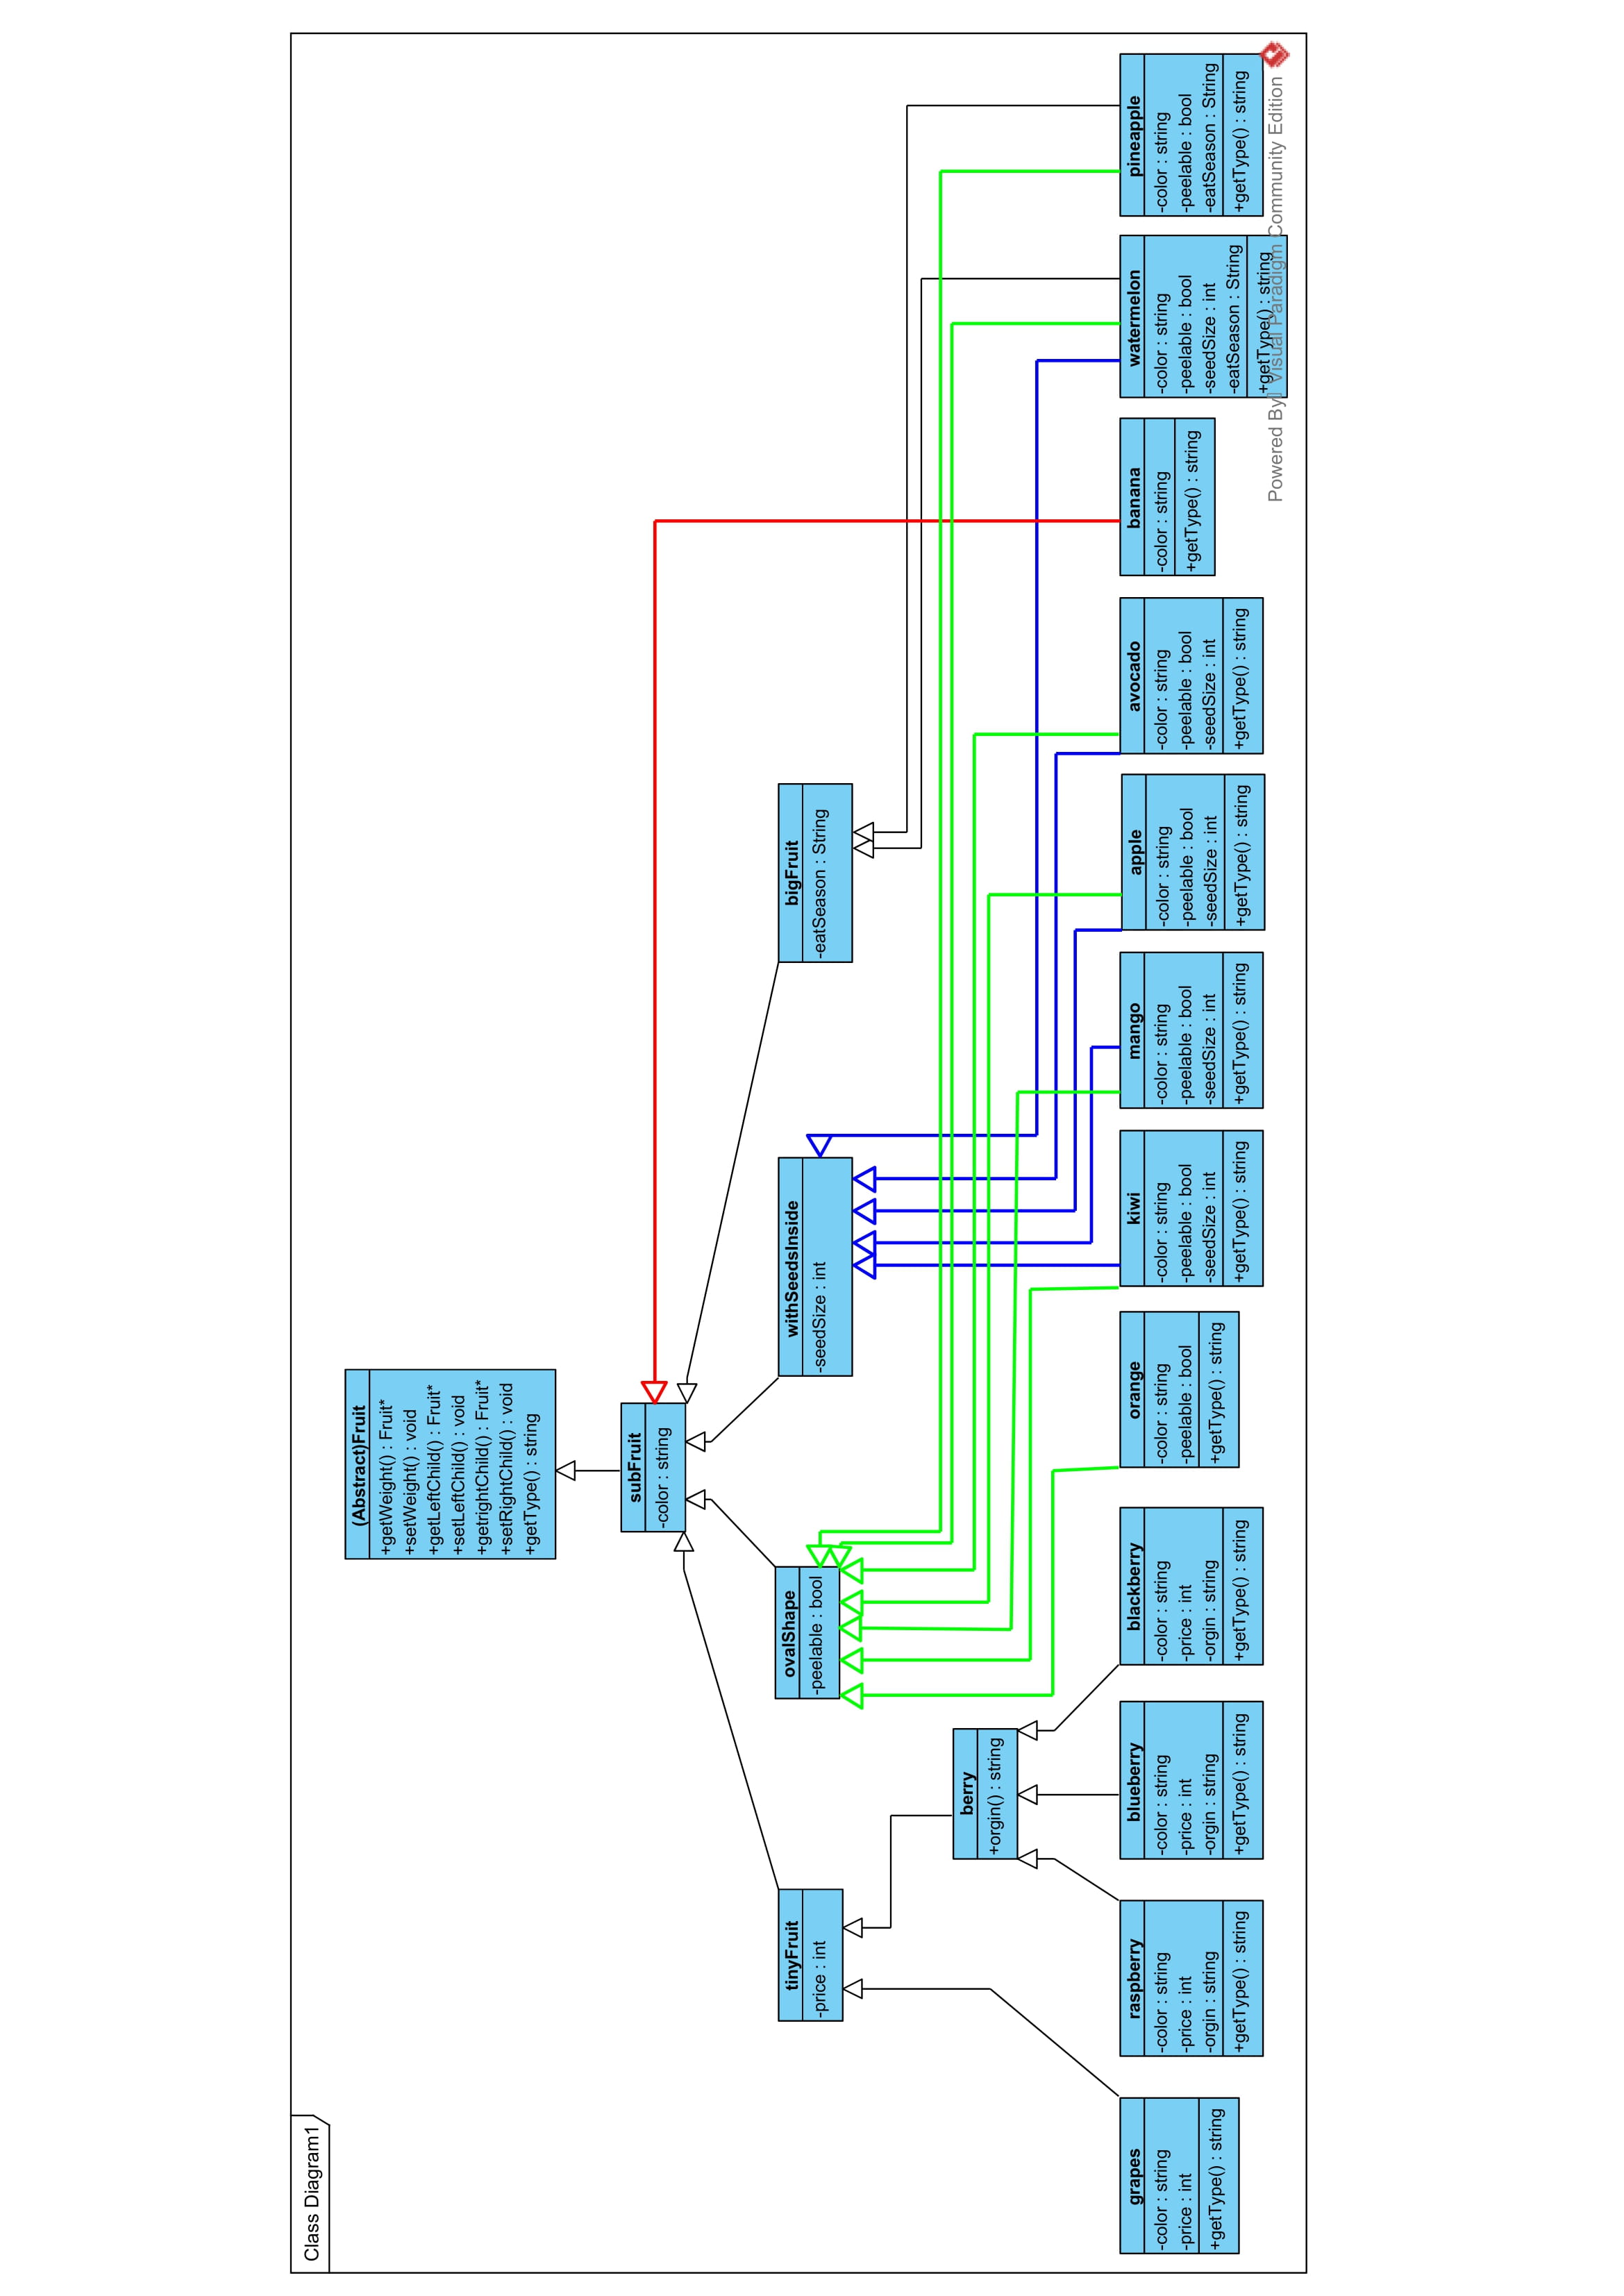 Class Diagram1
(Abstract)Fruit
+getWeight() : Fruit*
+setWeight() : void
+getLeftChild() : Fruit*
+setLeftChild() : void
+getrightChild() : Fruit*
+setRightChild() : void
+getType() : string
subFruit
-color : string
tinyFruit
-price : int
ovalShape
-peelable : bool
withSeedsInside
-seedSize : int
bigFruit
-eatSeason : String
berry
+orgin() : string
grapes
-color : string
-price : int
+getType() : string
raspberry
-color : string
-price : int
-orgin : string
+getType() : string
blueberry
-color : string
-price : int
-orgin : string
+getType() : string
blackberry
-color : string
-price : int
-orgin : string
+getType() : string
orange
-color : string
-peelable : bool
+getType() : string
kiwi
-color : string
-peelable : bool
-seedSize : int
+getType() : string
mango
-color : string
-peelable : bool
-seedSize : int
+getType() : string
apple
-color : string
-peelable : bool
-seedSize : int
+getType() : string
avocado
-color : string
-peelable : bool
-seedSize : int
+getType() : string
banana
-color : string
+getType() : string
watermelon
-color : string
-peelable : bool
-seedSize : int
-eatSeason : String
+getType() : string
pineapple
-color : string
-peelable : bool
-eatSeason : String
+getType() : string
Powered By Visual Paradigm Community Edition